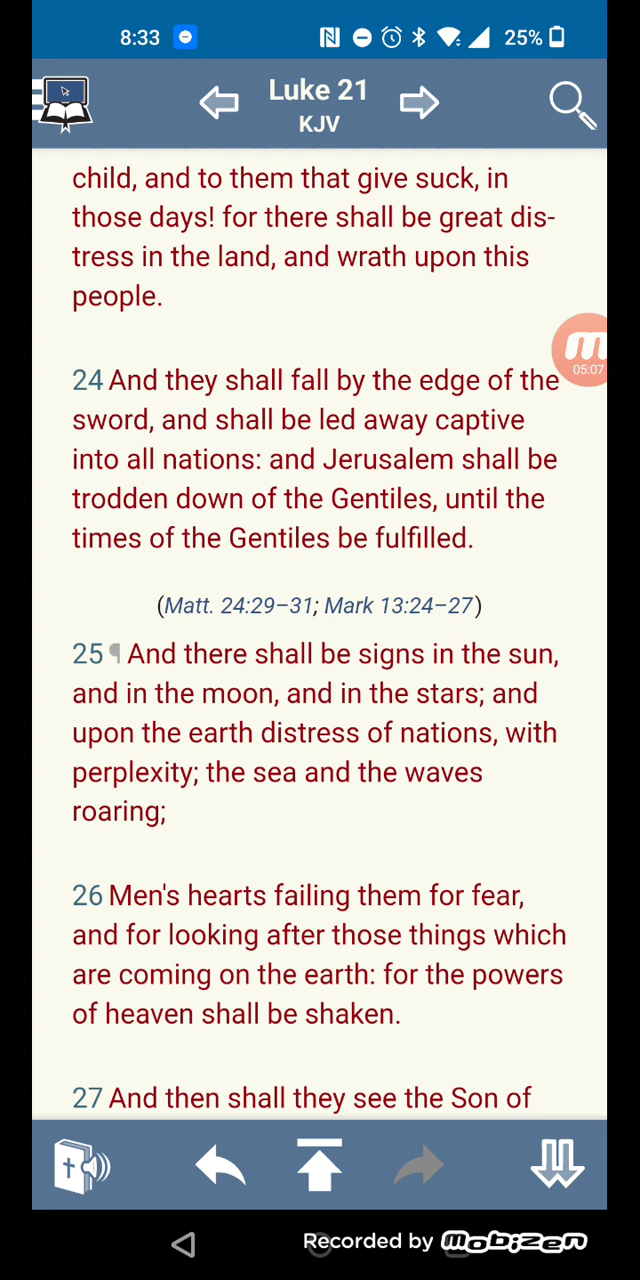 8:33
25%
Luke 21
KJV
child, and to them that give suck, in
those days! for there shall be great dis-
tress in the land, and wrath upon this
people.
05:07
24 And they shall fall by the edge of the
sword, and shall be led away captive
into all nations: and Jerusalem shall be
trodden down of the Gentiles, until the
times of the Gentiles be fulfilled.
(Matt. 24:29–31; Mark 13:24–27)
25 ¶ And there shall be signs in the sun,
and in the moon, and in the stars; and
upon the earth distress of nations, with
perplexity; the sea and the waves
roaring;
26 Men's hearts failing them for fear,
and for looking after those things which
are coming on the earth: for the powers
of heaven shall be shaken.
27 And then shall they see the Son of
Recorded by mobizen